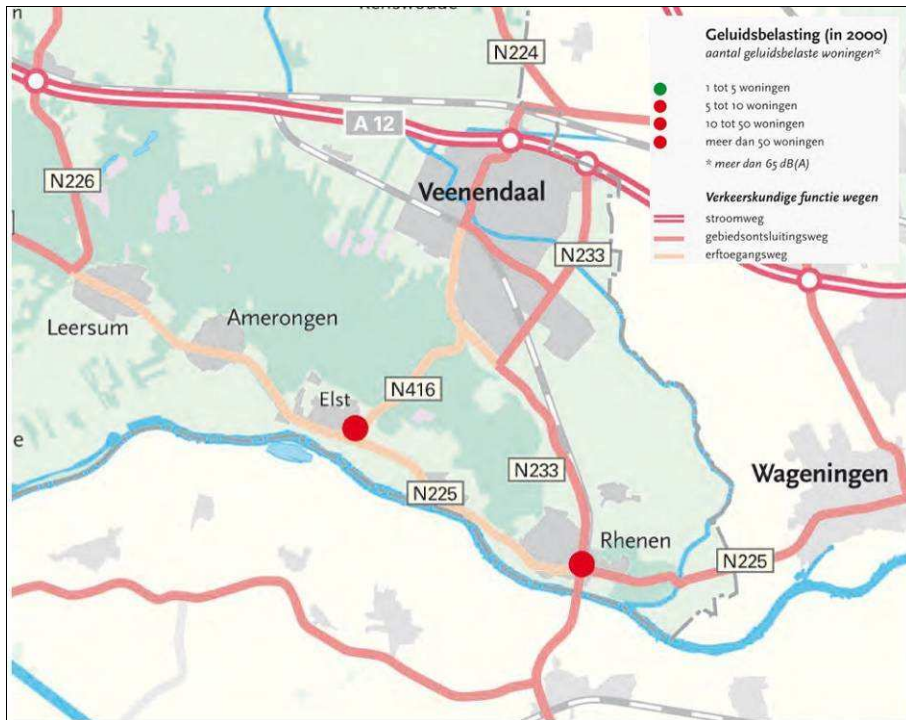 n
N224
A 12
N226
Veenendaal
N233
Leersum
Amerongen
N416
Elst
e
N233
N225
Wageningen
Rhenen
N225
Geluidsbelasting (in 2000)
aantal geluidsbelaste woningen*
1 tot 5 woningen
5 tot 10 woningen
10 tot 50 woningen
meer dan 50 woningen
* meer dan 65 dB(A)
Verkeerskundige functie wegen
stroomweg
gebiedsontsluitingsweg
erftoegangsweg